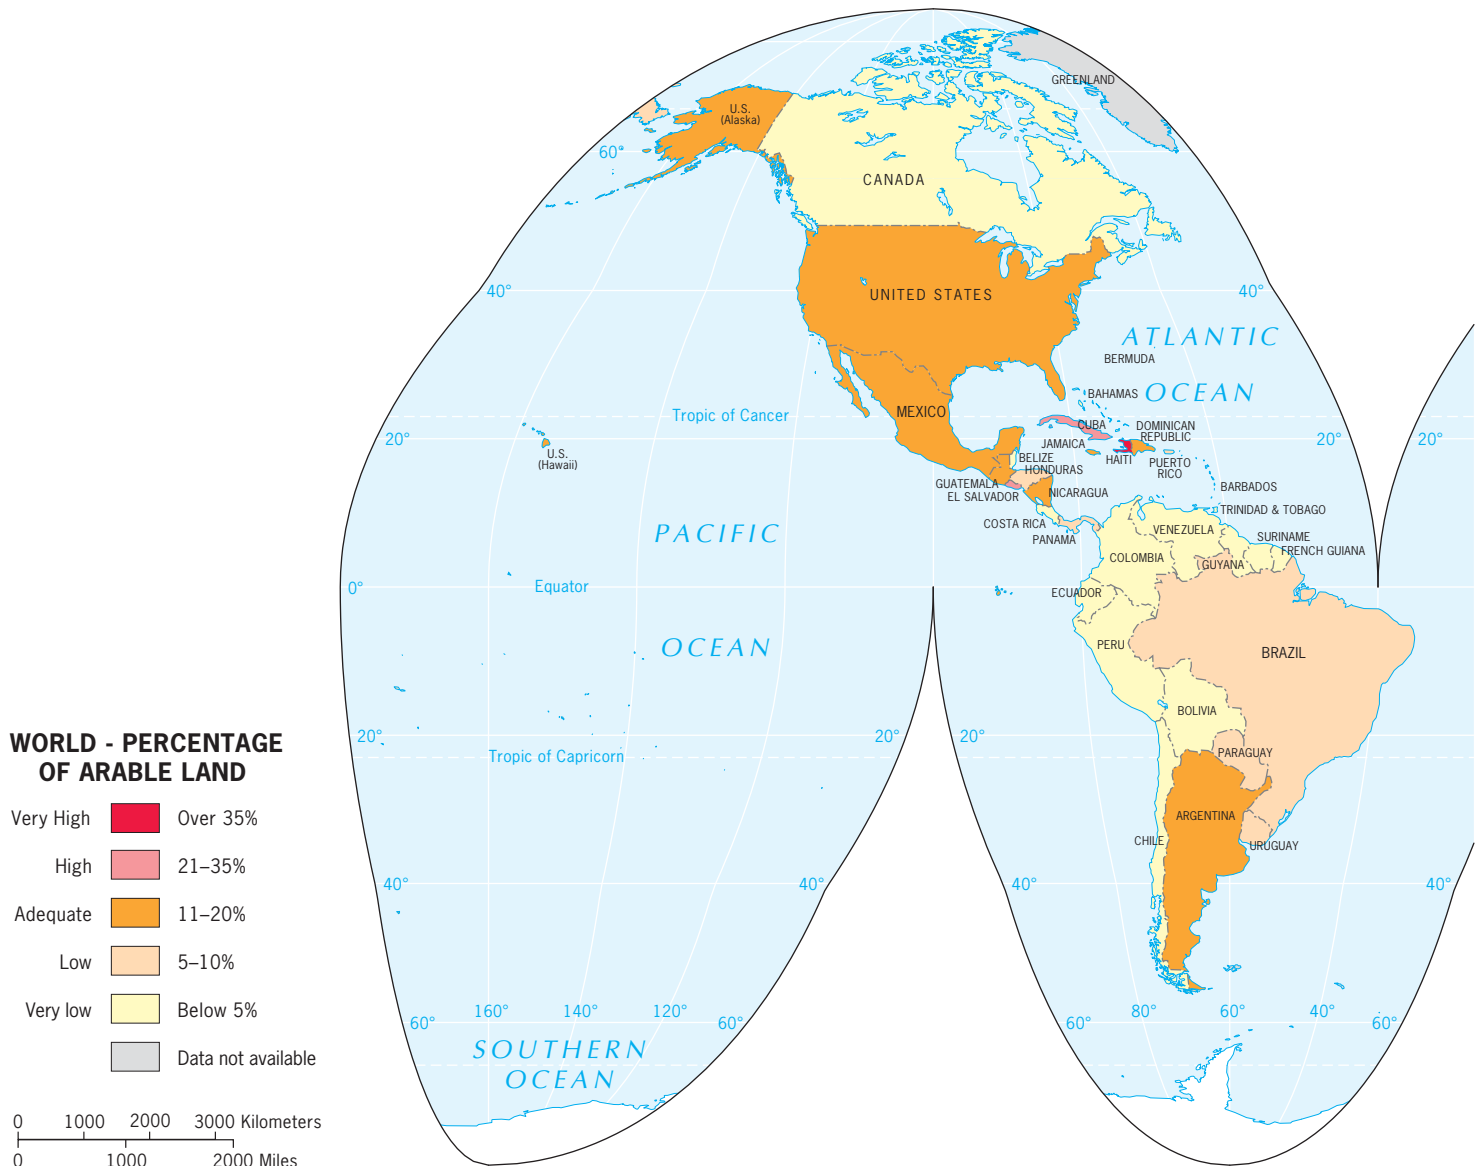 GREENLAND
U.S.
(Alaska)
60°
CANADA
40°
UNITED STATES
40°
ATLANTIC
OCEAN
BERMUDA
BAHAMAS
MEXICO
Tropic of Cancer
CUBA
DOMINICAN
REPUBLIC
20°
20°
20°
U.S.
(Hawaii)
JAMAICA
HAITI
PUERTO
RICO
BELIZE
HONDURAS
GUATEMALA
EL SALVADOR
NICARAGUA
BARBADOS
COSTA RICA
PANAMA
TRINIDAD & TOBAGO
PACIFIC
OCEAN
VENEZUELA
SURINAME
FRENCH GUIANA
COLOMBIA
GUYANA
0°
Equator
ECUADOR
PERU
BRAZIL
BOLIVIA
20°
20°
20°
Tropic of Capricorn
PARAGUAY
ARGENTINA
CHILE
URUGUAY
40°
40°
40°
40°
WORLD - PERCENTAGE
OF ARABLE LAND
Very High Over 35%
High 21–35%
Adequate 11–20%
Low 5–10%
Very low Below 5%
Data not available
60° 160° 140° 120° 60°
60° 80° 60° 40° 60°
SOUTHERN
OCEAN
0 1000 2000 3000 Kilometers
0 1000 2000 Miles